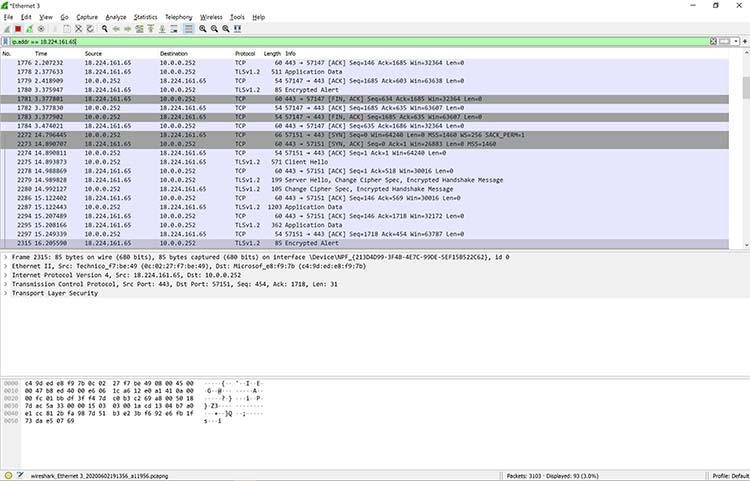 *Ethernet 3
File Edit View Go Capture Analyze Statistics Telephony Wireless Tools Help
ip.addr == 18.224.161.65
No. Time Source Destination Protocol Length Info
1776 2.207232 18.224.161.65 10.0.0.252 TCP 60 443 → 57147 [ACK] Seq=146 Ack=1685 Win=32364 Len=0
1778 2.377633 18.224.161.65 10.0.0.252 TLSv1.2 511 Application Data
1779 2.418909 10.0.0.252 18.224.161.65 TCP 54 57147 → 443 [ACK] Seq=1685 Ack=603 Win=63638 Len=0
1780 3.375947 18.224.161.65 10.0.0.252 TLSv1.2 85 Encrypted Alert
1781 3.377801 18.224.161.65 10.0.0.252 TCP 60 443 → 57147 [FIN, ACK] Seq=634 Ack=1685 Win=32364 Len=0
1782 3.377830 10.0.0.252 18.224.161.65 TCP 54 57147 → 443 [ACK] Seq=1685 Ack=635 Win=63607 Len=0
1783 3.377902 10.0.0.252 18.224.161.65 TCP 54 57147 → 443 [FIN, ACK] Seq=1685 Ack=635 Win=63607 Len=0
1784 3.474021 18.224.161.65 10.0.0.252 TCP 60 443 → 57147 [ACK] Seq=635 Ack=1686 Win=32364 Len=0
2272 14.796445 10.0.0.252 18.224.161.65 TCP 66 57151 → 443 [SYN] Seq=0 Win=64240 Len=0 MSS=1460 WS=256 SACK_PERM=1
2273 14.890707 18.224.161.65 10.0.0.252 TCP 60 443 → 57151 [SYN, ACK] Seq=0 Ack=1 Win=26883 Len=0 MSS=1460
2274 14.890811 10.0.0.252 18.224.161.65 TCP 54 57151 → 443 [ACK] Seq=1 Ack=1 Win=64240 Len=0
2275 14.893873 10.0.0.252 18.224.161.65 TLSv1.2 571 Client Hello
2278 14.988869 18.224.161.65 10.0.0.252 TCP 60 443 → 57151 [ACK] Seq=1 Ack=518 Win=30016 Len=0
2279 14.989828 18.224.161.65 10.0.0.252 TLSv1.2 199 Server Hello, Change Cipher Spec, Encrypted Handshake Message
2280 14.992127 10.0.0.252 18.224.161.65 TLSv1.2 105 Change Cipher Spec, Encrypted Handshake Message
2286 15.122402 18.224.161.65 10.0.0.252 TCP 60 443 → 57151 [ACK] Seq=146 Ack=569 Win=30016 Len=0
2287 15.122443 10.0.0.252 18.224.161.65 TLSv1.2 1203 Application Data
2294 15.207489 18.224.161.65 10.0.0.252 TCP 60 443 → 57151 [ACK] Seq=146 Ack=1718 Win=32172 Len=0
2295 15.208166 18.224.161.65 10.0.0.252 TLSv1.2 362 Application Data
2297 15.249339 10.0.0.252 18.224.161.65 TCP 54 57151 → 443 [ACK] Seq=1718 Ack=454 Win=63787 Len=0
2315 16.205590 18.224.161.65 10.0.0.252 TLSv1.2 85 Encrypted Alert
Frame 2315: 85 bytes on wire (680 bits), 85 bytes captured (680 bits) on interface \Device\NPF_{213D4D99-3F4B-4E7C-99DE-5EF15B522C62}, id 0
Ethernet II, Src: Technico_f7:be:49 (0c:02:27:f7:be:49), Dst: Microsof_e8:f9:7b (c4:9d:ed:e8:f9:7b)
Internet Protocol Version 4, Src: 18.224.161.65, Dst: 10.0.0.252
Transmission Control Protocol, Src Port: 443, Dst Port: 57151, Seq: 454, Ack: 1718, Len: 31
Transport Layer Security
0000 c4 9d ed e8 f9 7b 0c 02 27 f7 be 49 08 00 45 00 ·····{·· '··I··E·
0010 00 47 b8 ed 40 00 e6 06 1c a6 12 e0 a1 41 0a 00 ·G··@··· ·····A··
0020 00 fc 01 bb df 3f f4 7d c0 b3 c2 69 a8 00 50 18 ·····?·} ···i··P·
0030 7d ac 5a 33 00 00 15 03 03 00 1a cd 13 04 b7 a0 }·Z3···· ········
0040 e1 cc 81 2b fa 98 7d 51 b3 e2 3b f6 92 e6 fb 1f ···+··}Q ··;·····
0050 73 da e5 07 69 s···i
wireshark_Ethernet 3_20200602191356_a11956.pcapng Packets: 3103 · Displayed: 93 (3.0%) Profile: Default